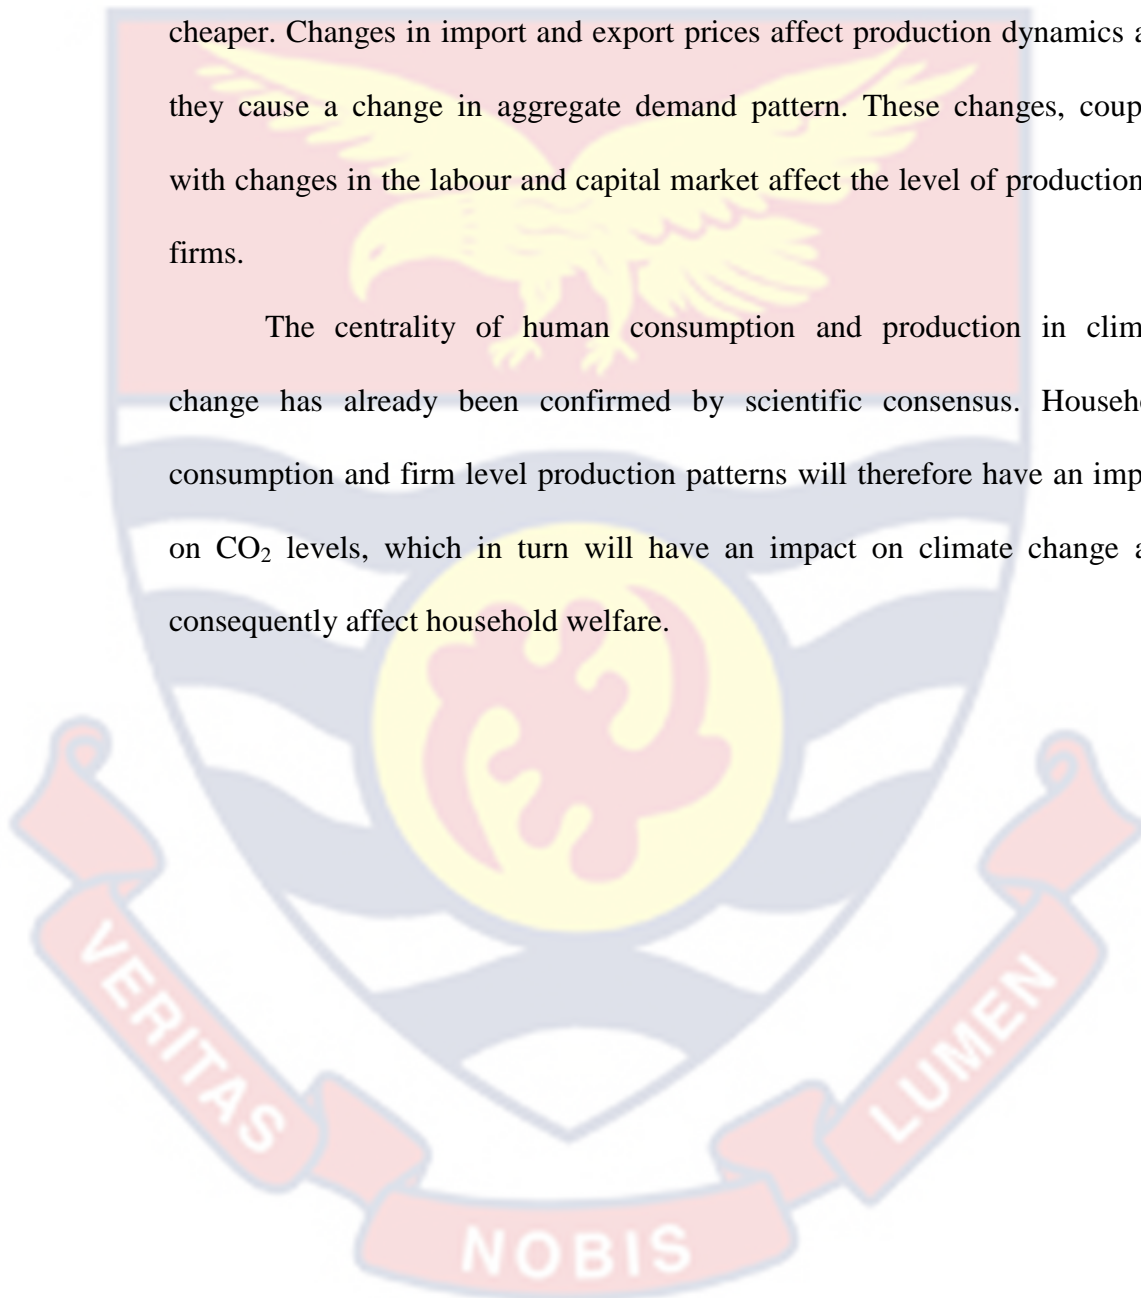 cheaper. Changes in import and export prices affect production dynamics a
they cause a change in aggregate demand pattern. These changes, coup
with changes in the labour and capital market affect the level of production
firms.
The centrality of human consumption and production in clim
change has already been confirmed by scientific consensus. Househ
consumption and firm level production patterns will therefore have an imp
on CO₂ levels, which in turn will have an impact on climate change a
consequently affect household welfare.
VERITAS
NOBIS
LUMEN